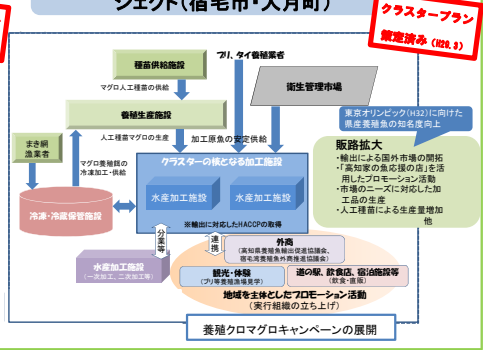 ジェクト(宿毛市・大月町)
クラスタープラン
策定済み(H29.3)
ブリ、タイ養殖業者
種苗供給施設
衛生管理市場
マグロ人工種苗の供給
養殖生産施設
東京オリンピック(H32)に向けた
県産養殖魚の知名度向上
人工種苗マグロの生産
加工原魚の安定供給
まき網
漁業者
マグロ養殖餌の
冷凍加工・供給
クラスターの核となる加工施設
水産加工施設
水産加工施設
※輸出に対応したHACCPの取得
販路拡大
・輸出による国外市場の開拓
・「高知家の魚応援の店」を活
用したプロモーション活動
・市場のニーズに対応した加
工品の生産
・人工種苗による生産量増加
他
冷凍・冷蔵保管施設
分業等
連携
水産加工施設
(一次加工、二次加工等)
外商
(高知県養殖魚輸出促進協議会、
宿毛湾養殖魚外商推進協議会)
観光・体験
(ブリ等養殖漁場見学)
道の駅、飲食店、宿泊施設等
(飲食・直販)
地域を主体としたプロモーション活動
(実行組織の立ち上げ)
養殖クロマグロキャンペーンの展開